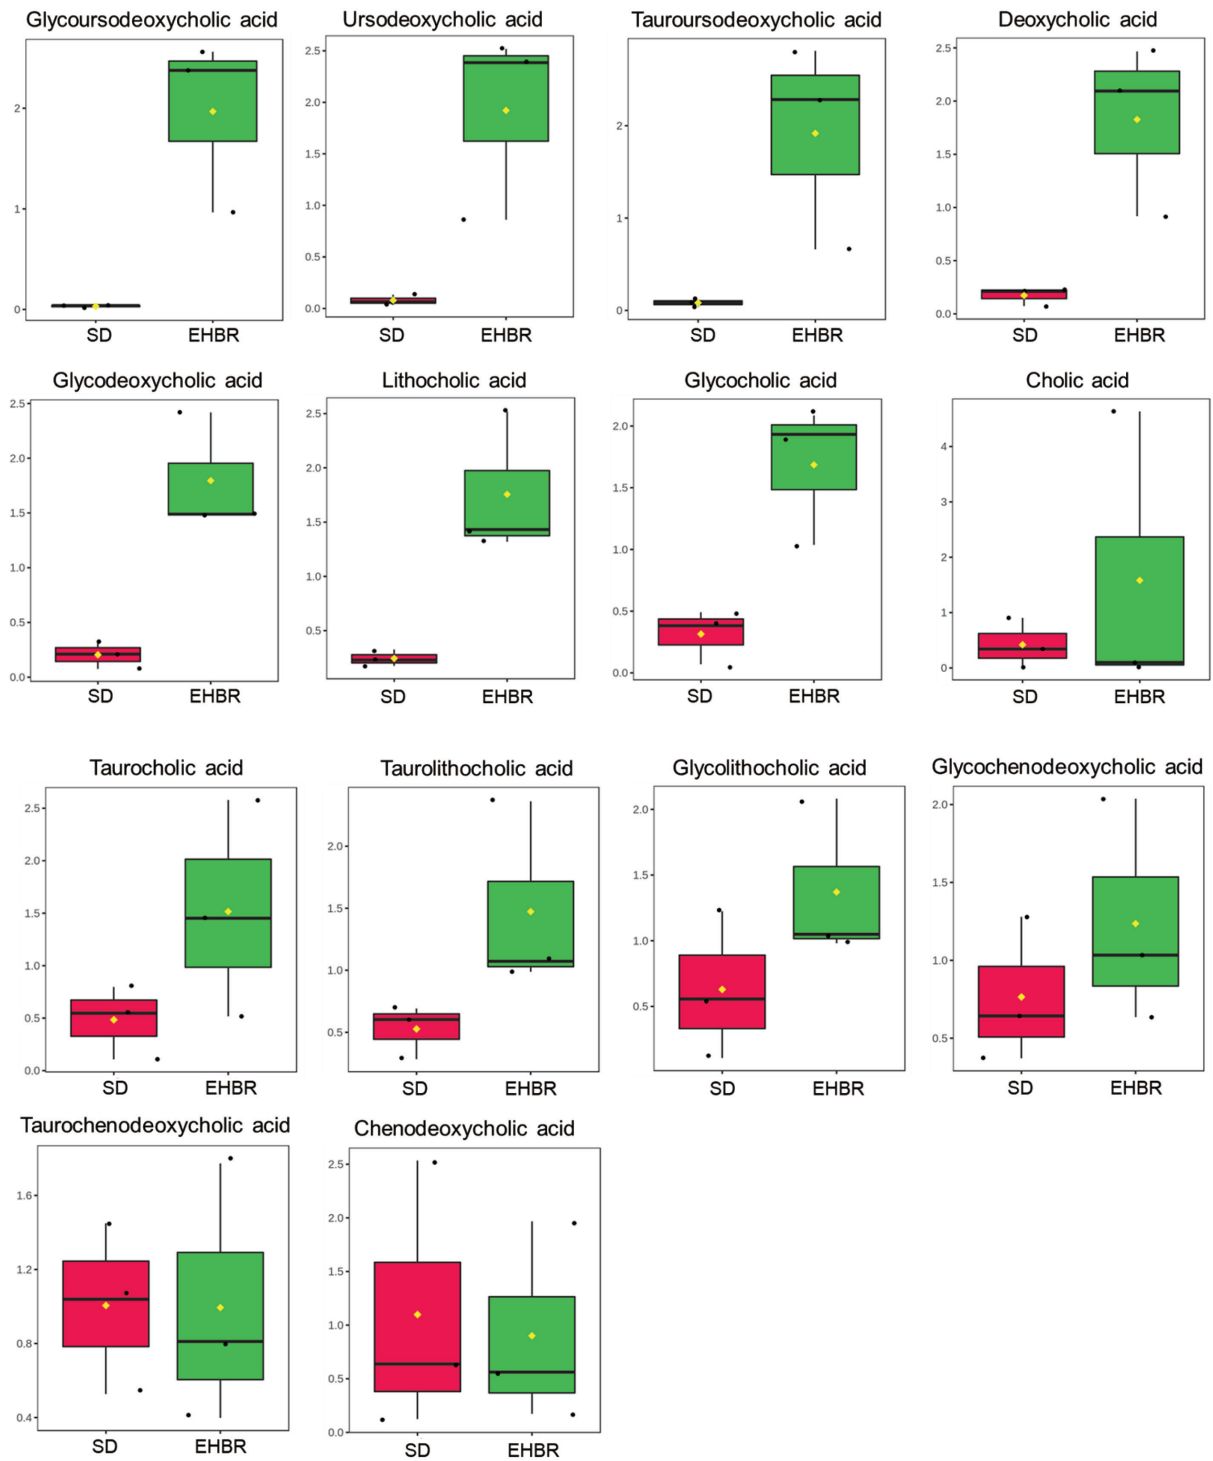 Glycoursodeoxycholic acid
2
1
0
SD EHBR
Ursodeoxycholic acid
2.5
2.0
1.5
1.0
0.5
0.0
SD EHBR
Tauroursodeoxycholic acid
2
1
0
SD EHBR
Deoxycholic acid
2.5
2.0
1.5
1.0
0.5
0.0
SD EHBR
Glycodeoxycholic acid
2.5
2.0
1.5
1.0
0.5
0.0
SD EHBR
Lithocholic acid
2.5
2.0
1.5
1.0
0.5
SD EHBR
Glycocholic acid
2.0
1.5
1.0
0.5
0.0
SD EHBR
Cholic acid
4
3
2
1
0
SD EHBR
Taurocholic acid
2.5
2.0
1.5
1.0
0.5
0.0
SD EHBR
Taurolithocholic acid
2.0
1.5
1.0
0.5
SD EHBR
Glycolithocholic acid
2.0
1.5
1.0
0.5
SD EHBR
Glycochenodeoxycholic acid
2.0
1.5
1.0
0.5
SD EHBR
Taurochenodeoxycholic acid
1.6
1.2
0.8
0.4
SD EHBR
Chenodeoxycholic acid
2.5
2.0
1.5
1.0
0.5
0.0
SD EHBR